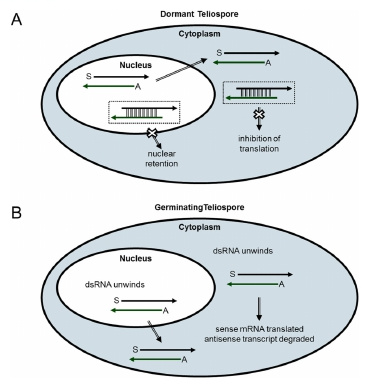 A
Dormant Teliospore
Cytoplasm
Nucleus
S
A
S
A
nuclear
retention
inhibition of
translation
B
GerminatingTeliospore
Cytoplasm
Nucleus
dsRNA unwinds
dsRNA unwinds
S
A
S
A
sense mRNA translated
antisense transcript degraded
S
A